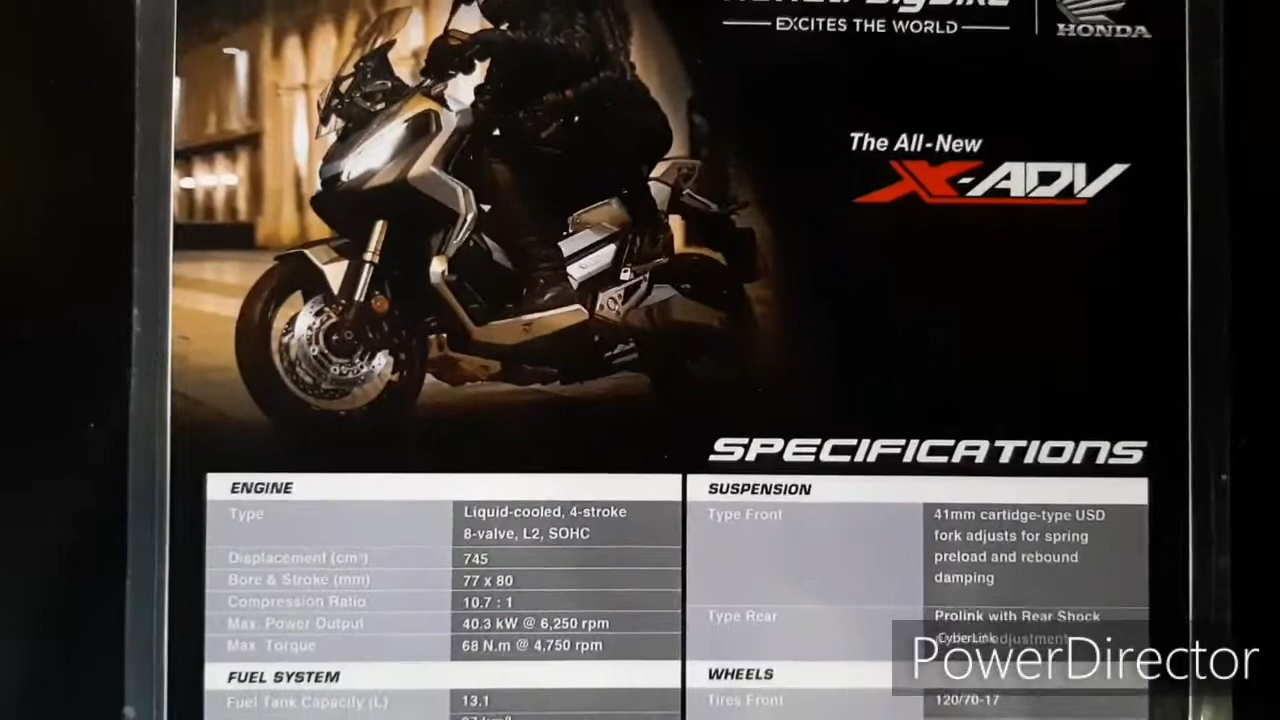 EXCITES THE WORLD
HONDA
The All-New
X-ADV
SPECIFICATIONS
ENGINE
Type Liquid-cooled, 4-stroke
8-valve, L2, SOHC
Displacement (cm³) 745
Bore & Stroke (mm) 77 x 80
Compression Ratio 10.7 : 1
Max. Power Output 40.3 kW @ 6,250 rpm
Max. Torque 68 N.m @ 4,750 rpm
FUEL SYSTEM
Fuel Tank Capacity (L) 13.1
SUSPENSION
Type Front 41mm cartidge-type USD
fork adjusts for spring
preload and rebound
damping
Type Rear Prolink with Rear Shock
adjustment
WHEELS
Tires Front 120/70-17
CyberLink
PowerDirector